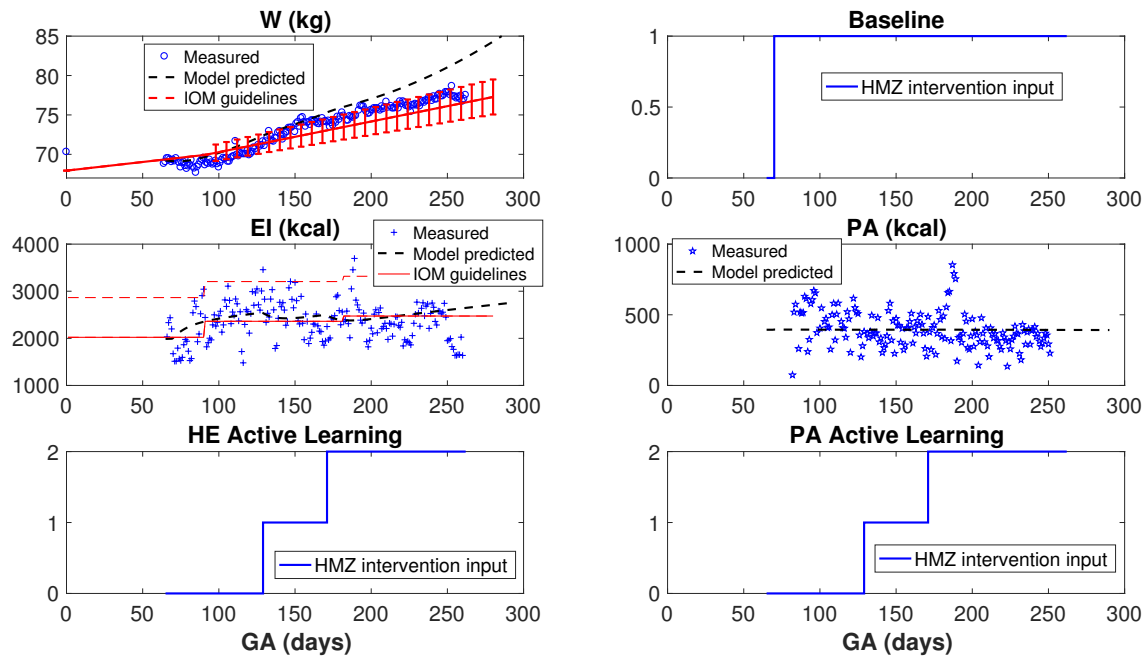 W (kg)
85
80
75
70
Measured
Model predicted
IOM guidelines
0 50 100 150 200 250 300
Baseline
1
0.5
0
HMZ intervention input
0 50 100 150 200 250 300
EI (kcal)
4000
3000
2000
1000
Measured
Model predicted
IOM guidelines
0 50 100 150 200 250 300
PA (kcal)
1000
500
0
Measured
Model predicted
0 50 100 150 200 250 300
HE Active Learning
2
1
0
HMZ intervention input
0 50 100 150 200 250 300
GA (days)
PA Active Learning
2
1
0
HMZ intervention input
0 50 100 150 200 250 300
GA (days)